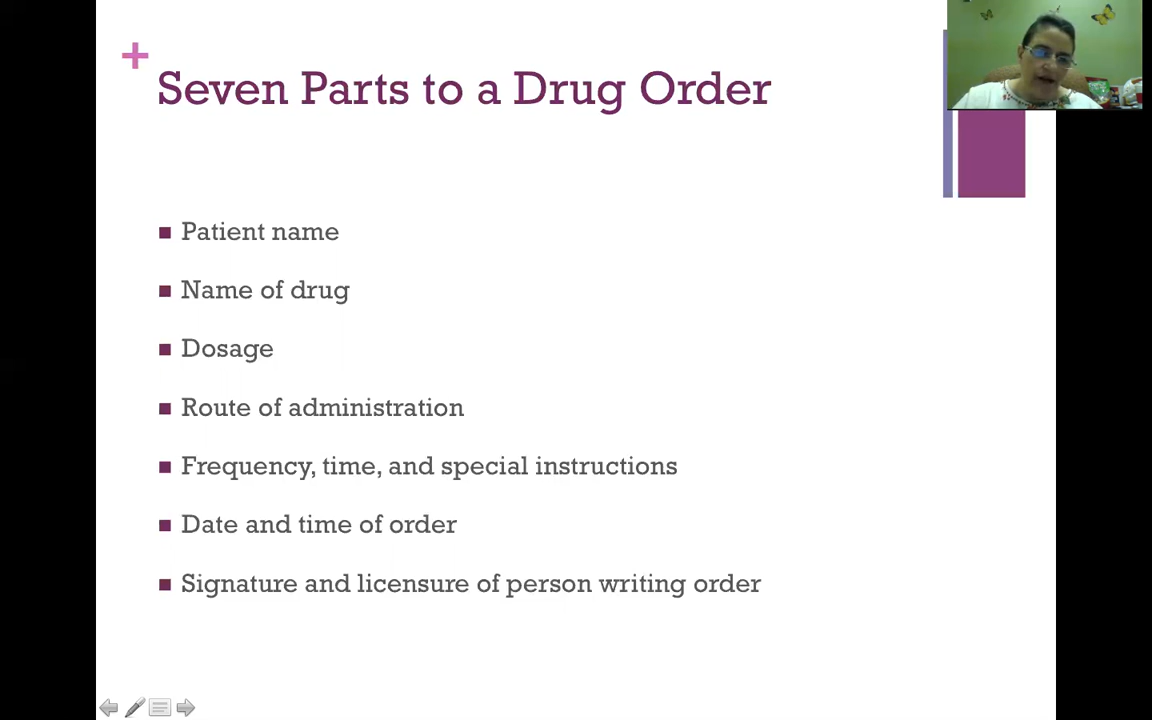 Seven Parts to a Drug Order
Patient name
Name of drug
Dosage
Route of administration
Frequency, time, and special instructions
Date and time of order
Signature and licensure of person writing order